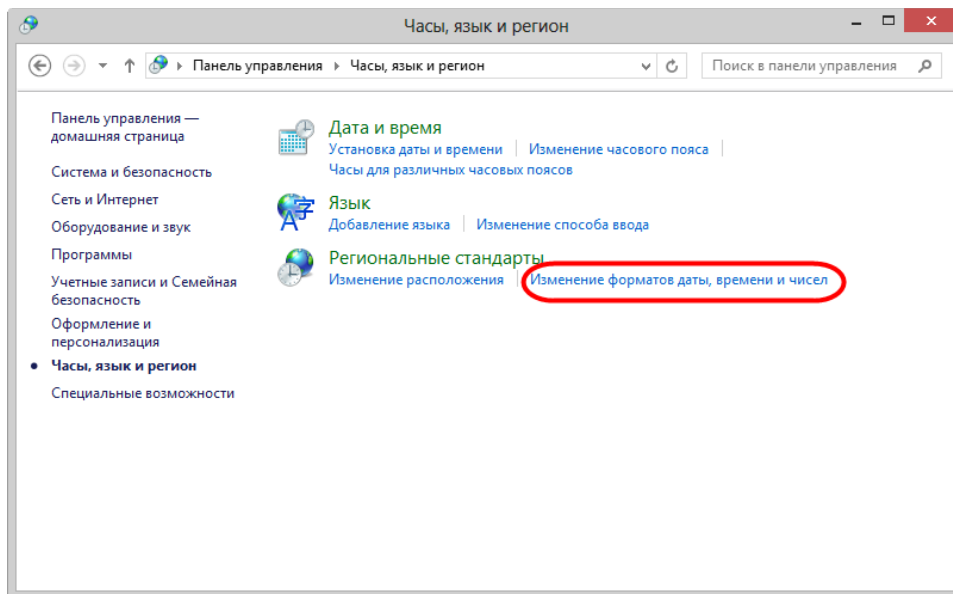 Часы, язык и регион
Панель управления Часы, язык и регион Поиск в панели управления
Панель управления —
домашняя страница
Система и безопасность
Сеть и Интернет
Оборудование и звук
Программы
Учетные записи и Семейная
безопасность
Оформление и
персонализация
Часы, язык и регион
Специальные возможности
Дата и время
Установка даты и времени Изменение часового пояса
Часы для различных часовых поясов
Язык
Добавление языка Изменение способа ввода
Региональные стандарты
Изменение расположения Изменение форматов даты, времени и чисел